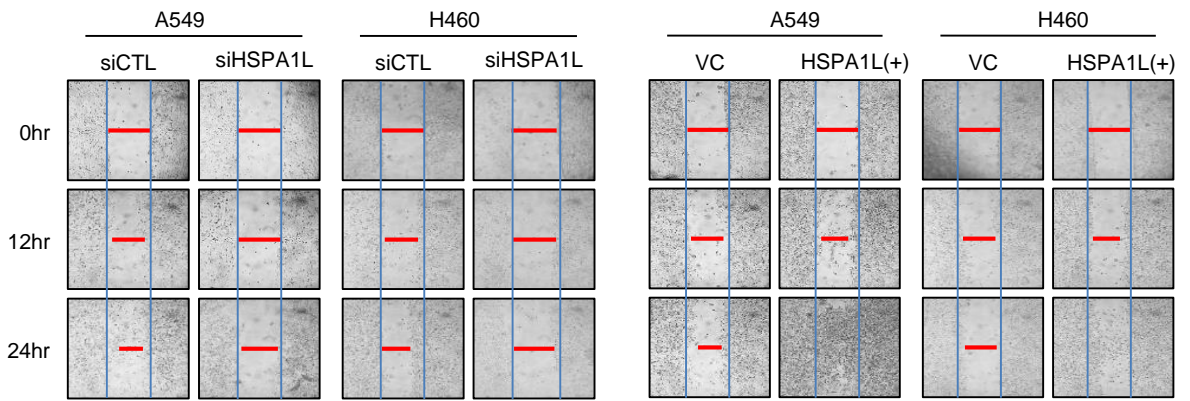 A549 H460 A549 H460
siCTL siHSPA1L siCTL siHSPA1L VC HSPA1L(+) VC HSPA1L(+)
0hr
12hr
24hr